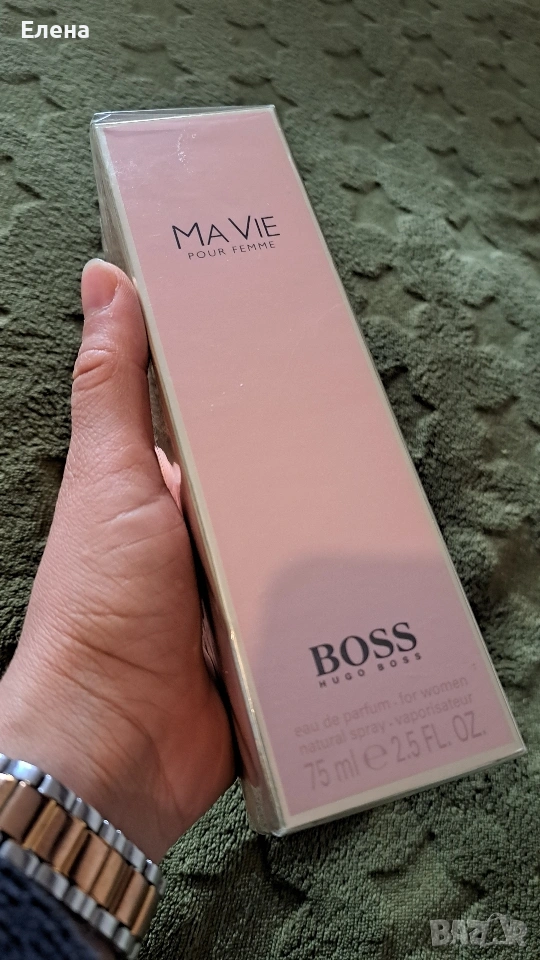 Елена
MA VIE
POUR FEMME
BOSS
HUGO BOSS
eau de parfum - for women
natural spray - vaporisateur
75 ml e 2.5 FL. OZ.
BAZAR